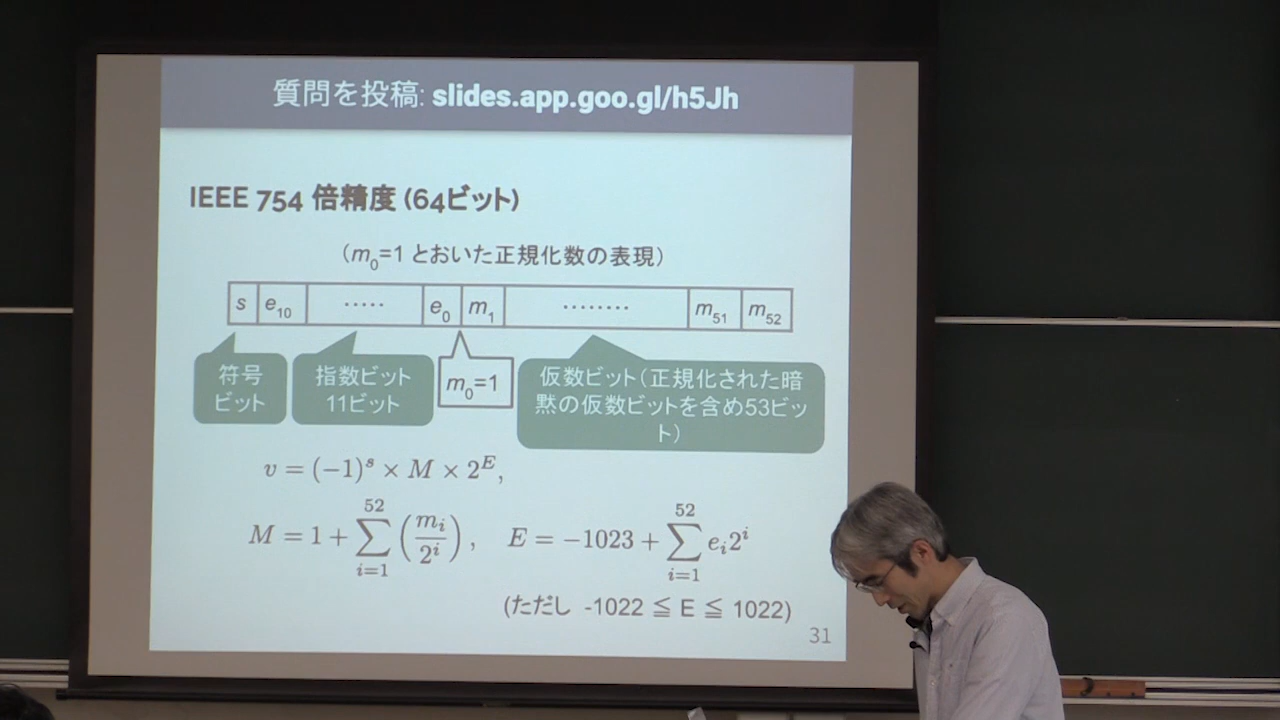 質問を投稿: slides.app.goo.gl/h5Jh
IEEE 754 倍精度 (64ビット)
（m₀=1 とおいた正規化数の表現）
s e₁₀ ····· e₀ m₁ ········ m₅₁ m₅₂
符号
ビット
指数ビット
11ビット
m₀=1
仮数ビット（正規化された暗
黙の仮数ビットを含め53ビッ
ト）
v = (−1)^s × M × 2^E,
M = 1 + \sum_{i=1}^{52} \left( \frac{m_i}{2^i} \right), E = −1023 + \sum_{i=1}^{52} e_i 2^i
(ただし -1022 ≦ E ≦ 1022)
31